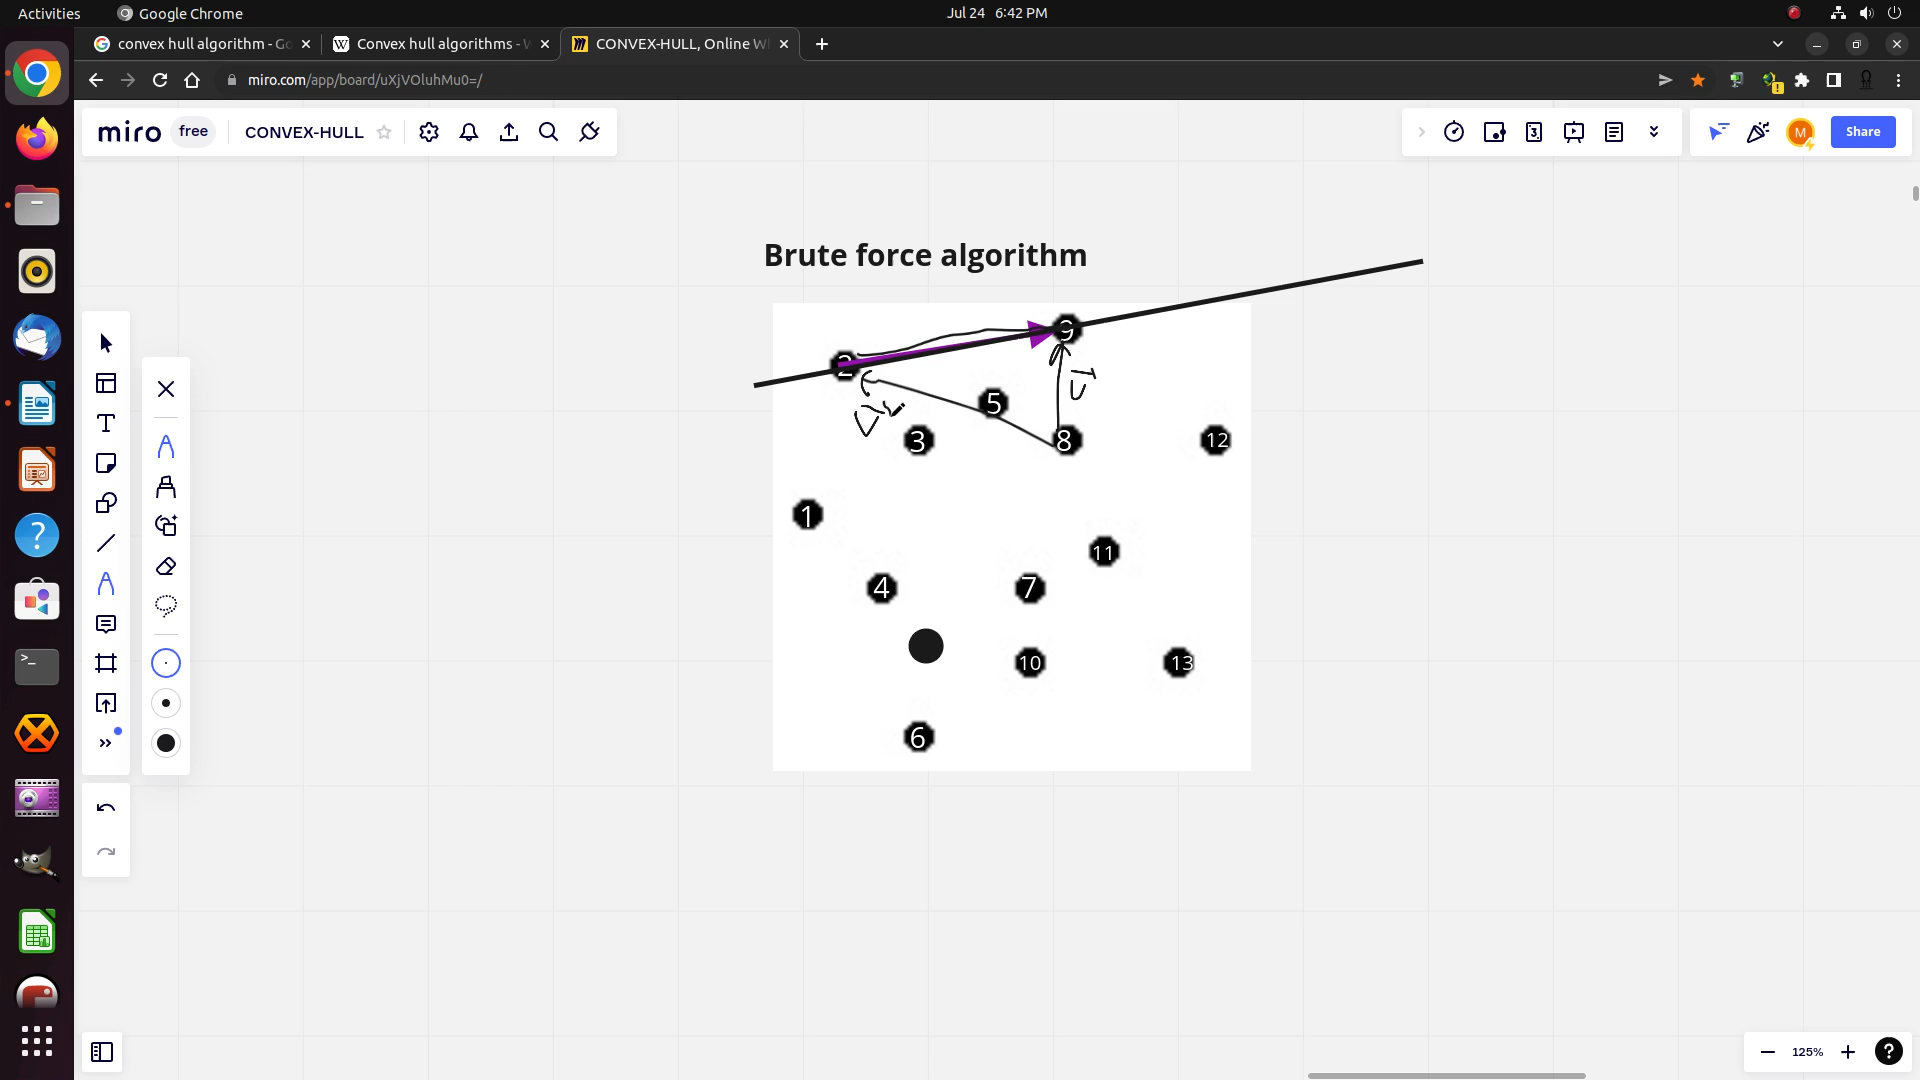 Activities Google Chrome Jul 24 6:42 PM
convex hull algorithm - Go Convex hull algorithms - W CONVEX-HULL, Online W
miro.com/app/board/uXjVOluhMu0=/
miro free CONVEX-HULL
3
M
Share
Brute force algorithm
9
2
U
5
V
3
8
12
1
11
4
7
10
13
6
125%